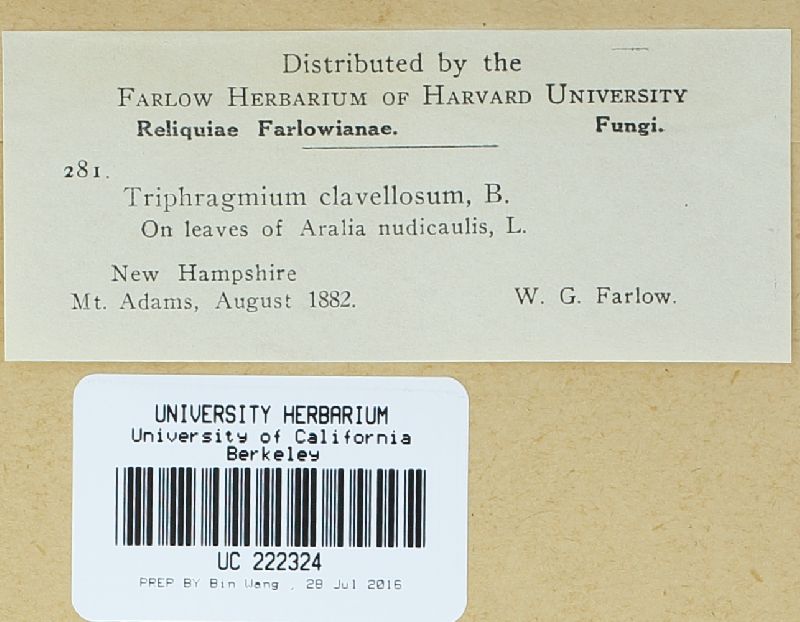 Distributed by the
Farlow Herbarium of Harvard University
Reliquiae Farlowianae. Fungi.
281.
Triphragmium clavellosum, B.
On leaves of Aralia nudicaulis, L.
New Hampshire
Mt. Adams, August 1882. W. G. Farlow.
UNIVERSITY HERBARIUM
University of California
Berkeley
UC 222324
PREP BY Bin Wang , 28 Jul 2016